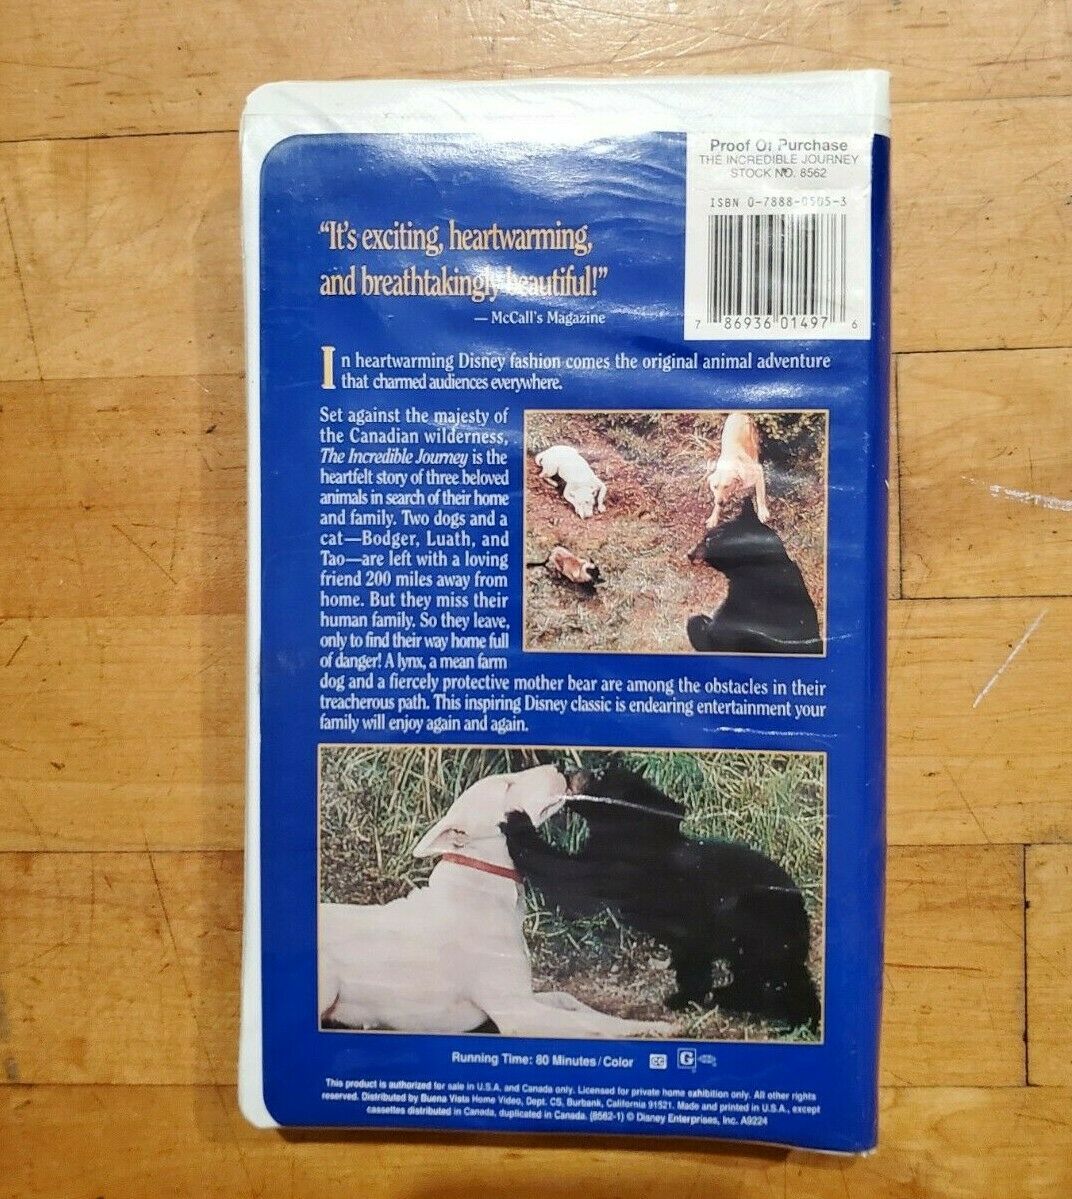 Proof Of Purchase
THE INCREDIBLE JOURNEY
STOCK NO. 8562
ISBN 0-7888-0505-3
7 86936 01497 6
“It's exciting, heartwarming,
and breathtakingly beautiful!”
— McCall's Magazine
In heartwarming Disney fashion comes the original animal adventure
that charmed audiences everywhere.
Set against the majesty of
the Canadian wilderness,
The Incredible Journey is the
heartfelt story of three beloved
animals in search of their home
and family. Two dogs and a
cat—Bodger, Luath, and
Tao—are left with a loving
friend 200 miles away from
home. But they miss their
human family. So they leave,
only to find their way home full
of danger! A lynx, a mean farm
dog and a fiercely protective mother bear are among the obstacles in their
treacherous path. This inspiring Disney classic is endearing entertainment your
family will enjoy again and again.
Running Time: 80 Minutes/Color CC G
This product is authorized for sale in U.S.A. and Canada only. Licensed for private home exhibition only. All other rights
reserved. Distributed by Buena Vista Home Video, Dept. CS, Burbank, California 91521. Made and printed in U.S.A., except
cassettes distributed in Canada, duplicated in Canada. (8562-1) © Disney Enterprises, Inc. A9224